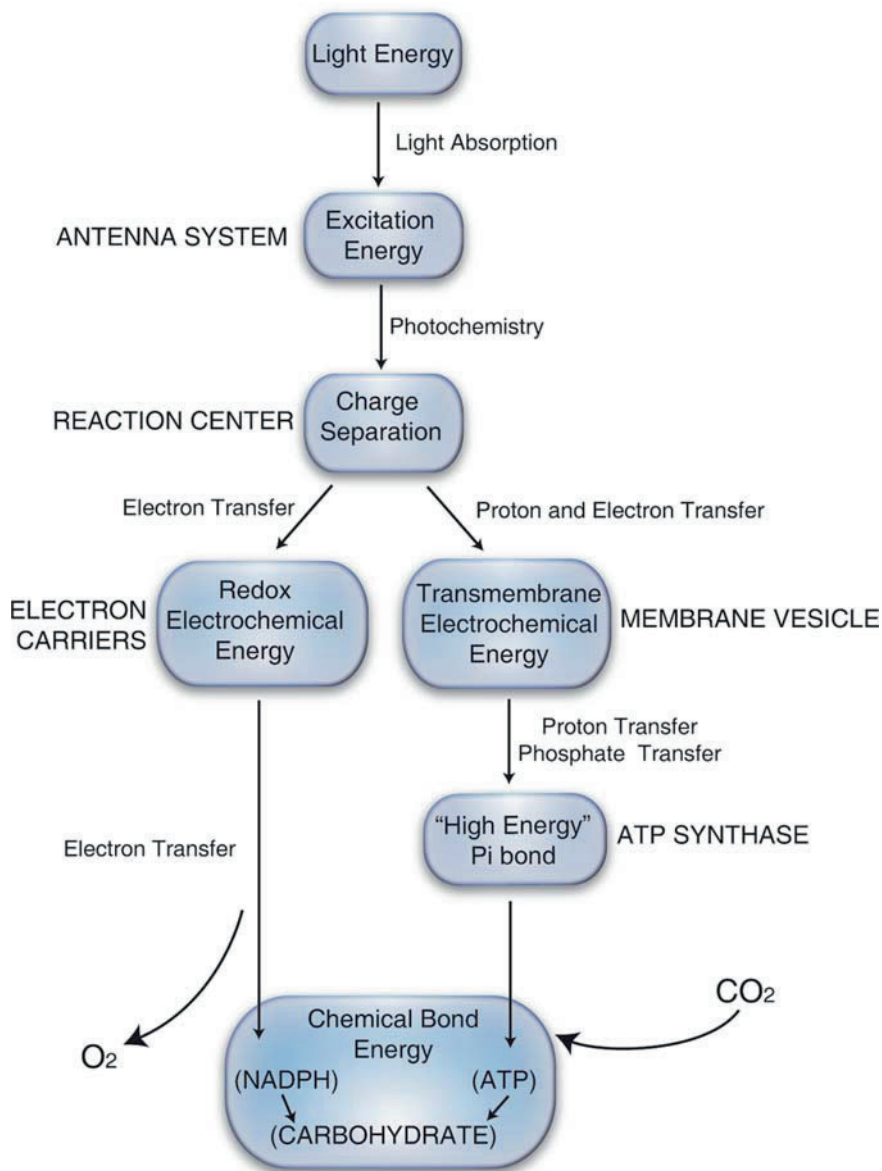 Light Energy
Light Absorption
ANTENNA SYSTEM
Excitation
Energy
Photochemistry
REACTION CENTER
Charge
Separation
Electron Transfer
Proton and Electron Transfer
ELECTRON
CARRIERS
Redox
Electrochemical
Energy
Transmembrane
Electrochemical
Energy
MEMBRANE VESICLE
Proton Transfer
Phosphate Transfer
"High Energy"
Pi bond
ATP SYNTHASE
Electron Transfer
O2
CO2
Chemical Bond
Energy
(NADPH)
(ATP)
(CARBOHYDRATE)